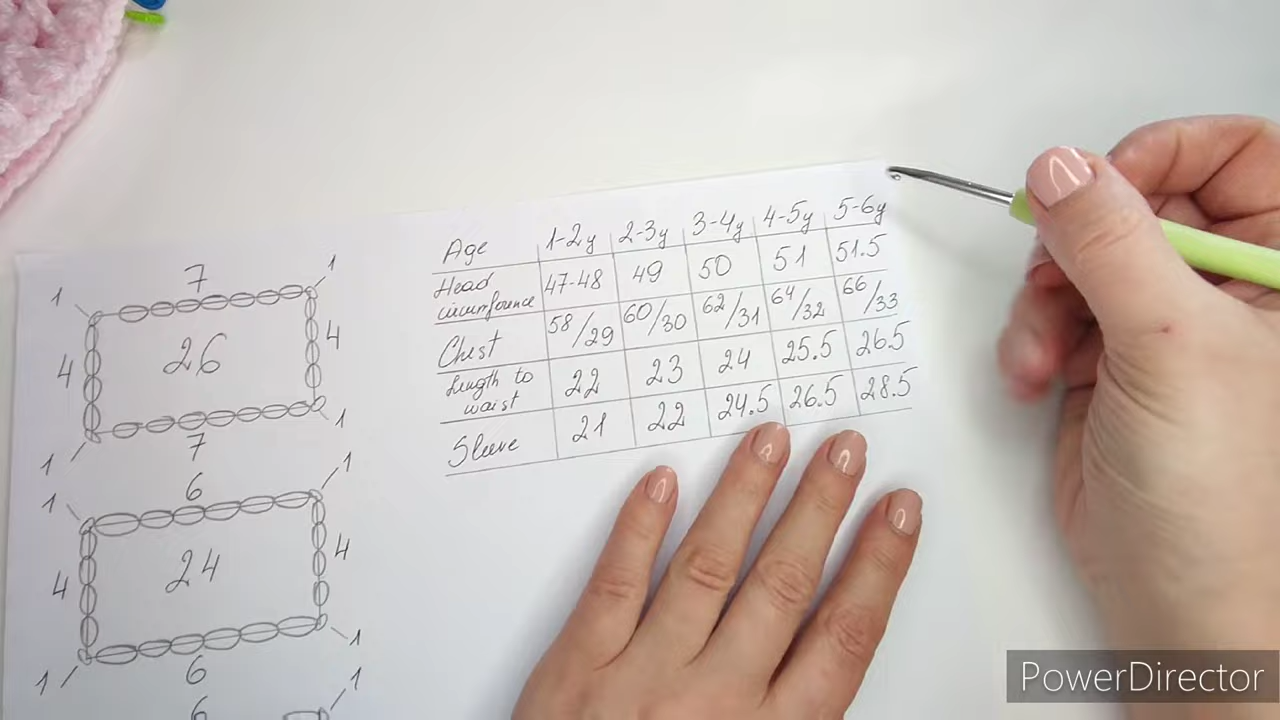 Age 1-2y 2-3y 3-4y 4-5y 5-6y
Head circumference 47-48 49 50 51 51.5
Chest 58/29 60/30 62/31 64/32 66/33
Length to waist 22 23 24 25.5 26.5
Sleeve 21 22 24.5 26.5 28.5
7
1 1
4 26 4
1 7 1
6
1 1
4 24 4
1 6 1
6 1
PowerDirector